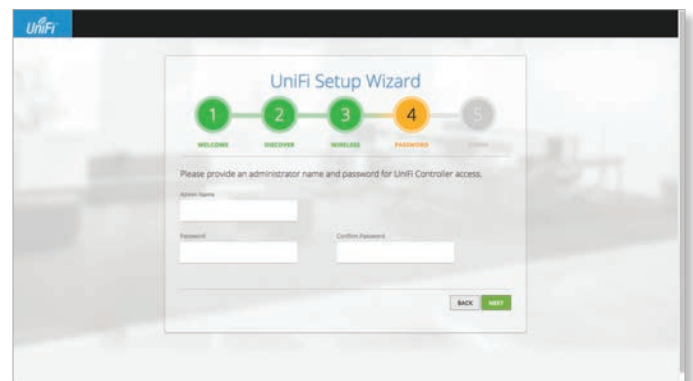 UniFi
UniFi Setup Wizard
1 2 3 4 5
WELCOME DISCOVER WIRELESS PASSWORD
Please provide an administrator name and password for UniFi Controller access.
Admin Name
Password Confirm Password
BACK NEXT